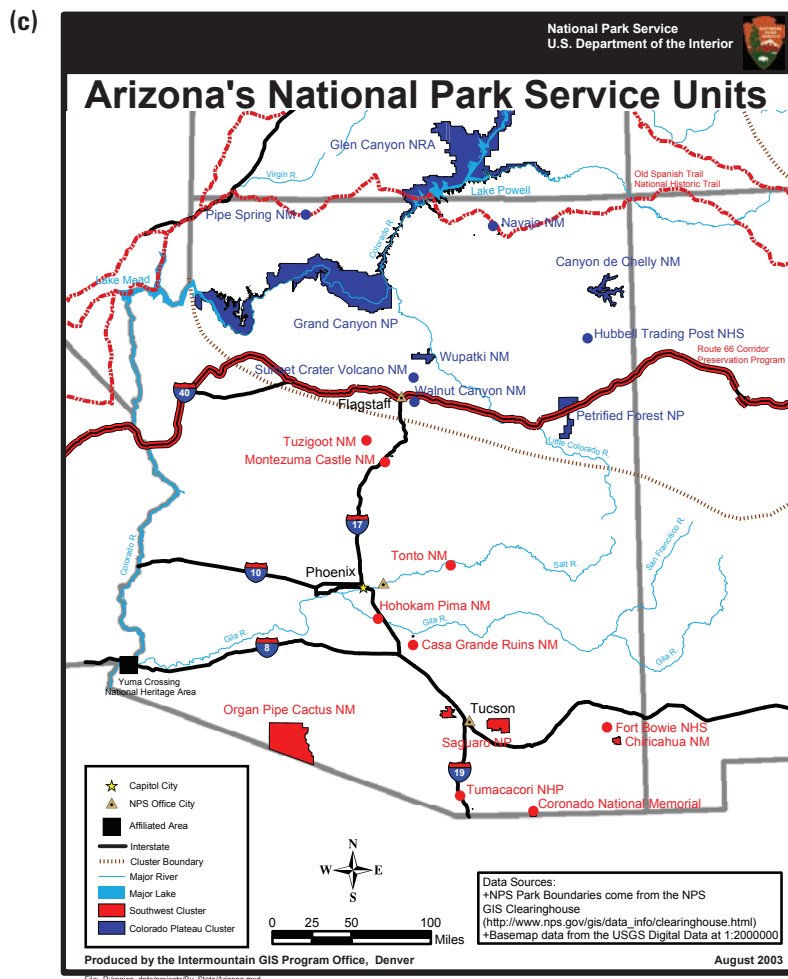 (c)
National Park Service
U.S. Department of the Interior
Arizona's National Park Service Units
Glen Canyon NRA
Virgin R.
Lake Powell
Old Spanish Trail
National Historic Trail
Pipe Spring NM
Navajo NM
Colorado R.
Canyon de Chelly NM
Lake Mead
Grand Canyon NP
Hubbell Trading Post NHS
Wupatki NM
Route 66 Corridor
Preservation Program
Sunset Crater Volcano NM
40
Walnut Canyon NM
Flagstaff
Petrified Forest NP
Tuzigoot NM
Little Colorado R.
Montezuma Castle NM
17
San Francisco R.
Colorado R.
Tonto NM
10
Phoenix
Salt R.
Hohokam Pima NM
Gila R.
Gila R.
8
Casa Grande Ruins NM
Gila R.
Yuma Crossing
National Heritage Area
Organ Pipe Cactus NM
Tucson
Fort Bowie NHS
Saguaro NP
Chiricahua NM
19
Tumacacori NHP
Coronado National Memorial
Capitol City
NPS Office City
Affiliated Area
Interstate
Cluster Boundary
Major River
Major Lake
Southwest Cluster
Colorado Plateau Cluster
N
W E
S
0 25 50 100
Miles
Data Sources:
+NPS Park Boundaries come from the NPS
GIS Clearinghouse
(http://www.nps.gov/gis/data_info/clearinghouse.html)
+Basemap data from the USGS Digital Data at 1:2000000
Produced by the Intermountain GIS Program Office, Denver
August 2003